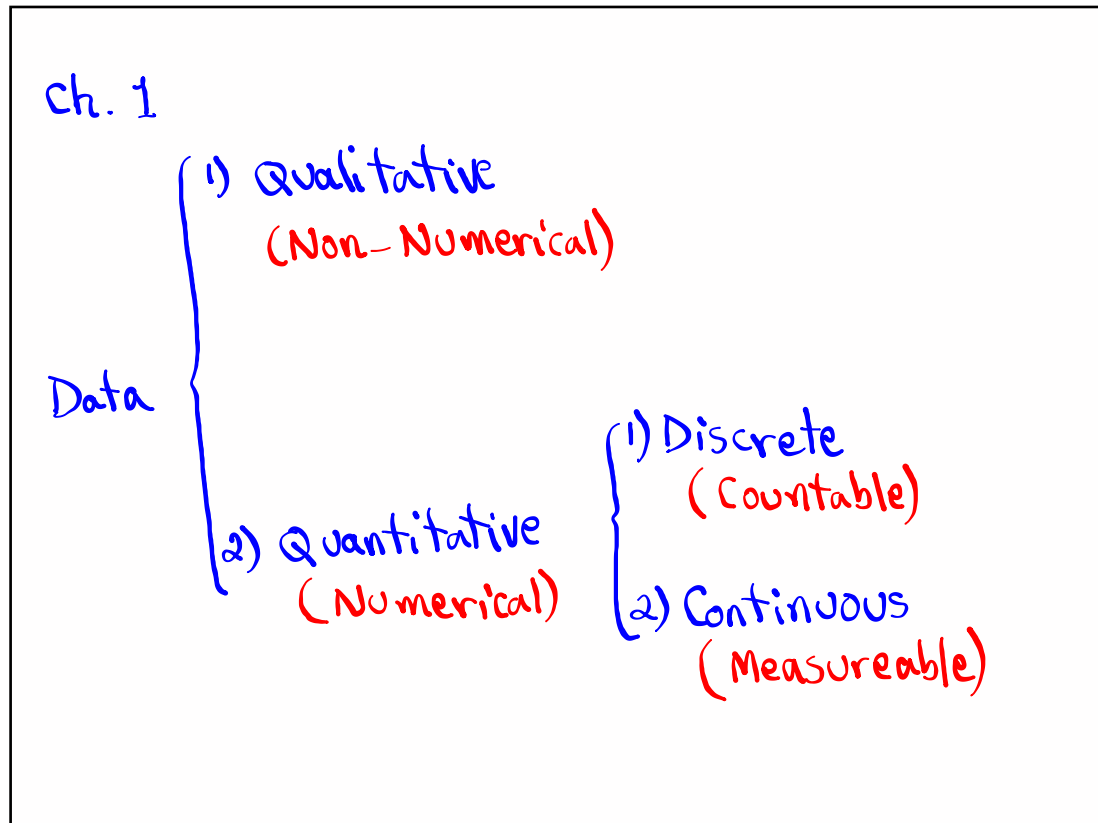 Ch. 1
1) Qualitative
(Non-Numerical)
Data
1) Discrete
(Countable)
2) Quantitative
(Numerical)
2) Continuous
(Measureable)